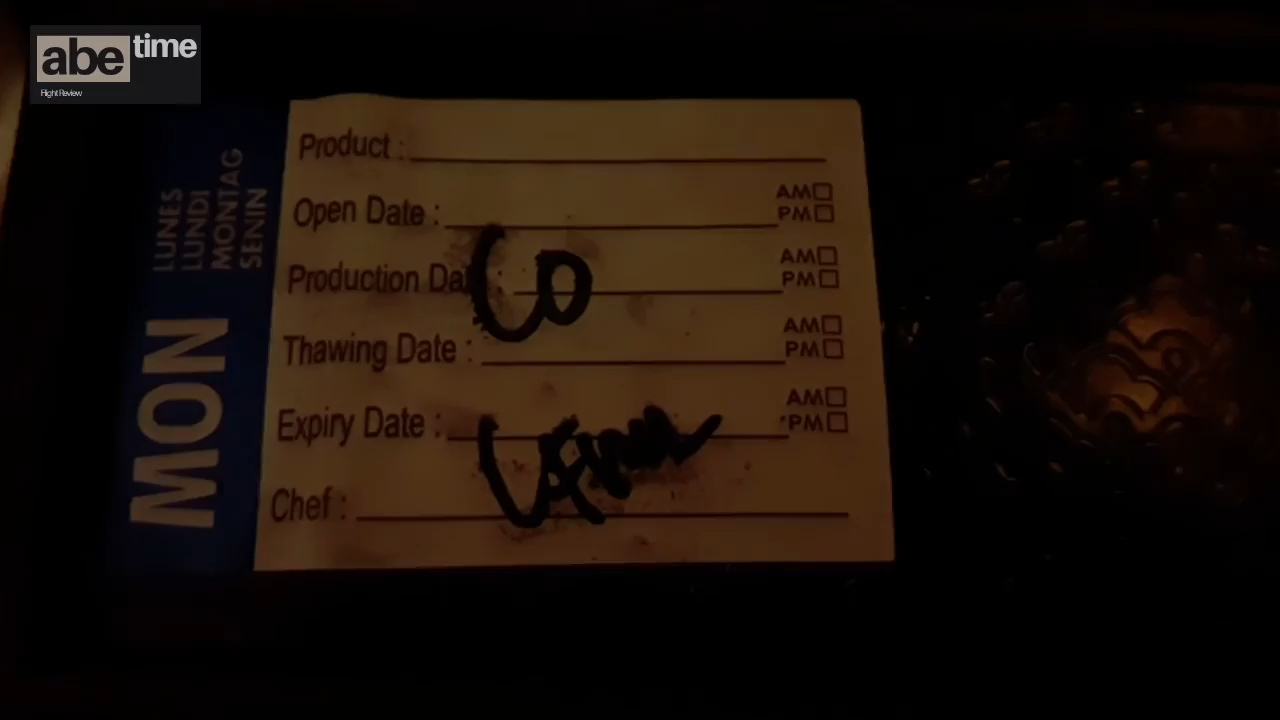 abe time
Flight Review
Product :
Open Date :
AM
PM
Production Dat :
AM
PM
Thawing Date :
AM
PM
Expiry Date :
AM
PM
Chef :
MON
LUNES
LUNDI
MONTAG
SENIN